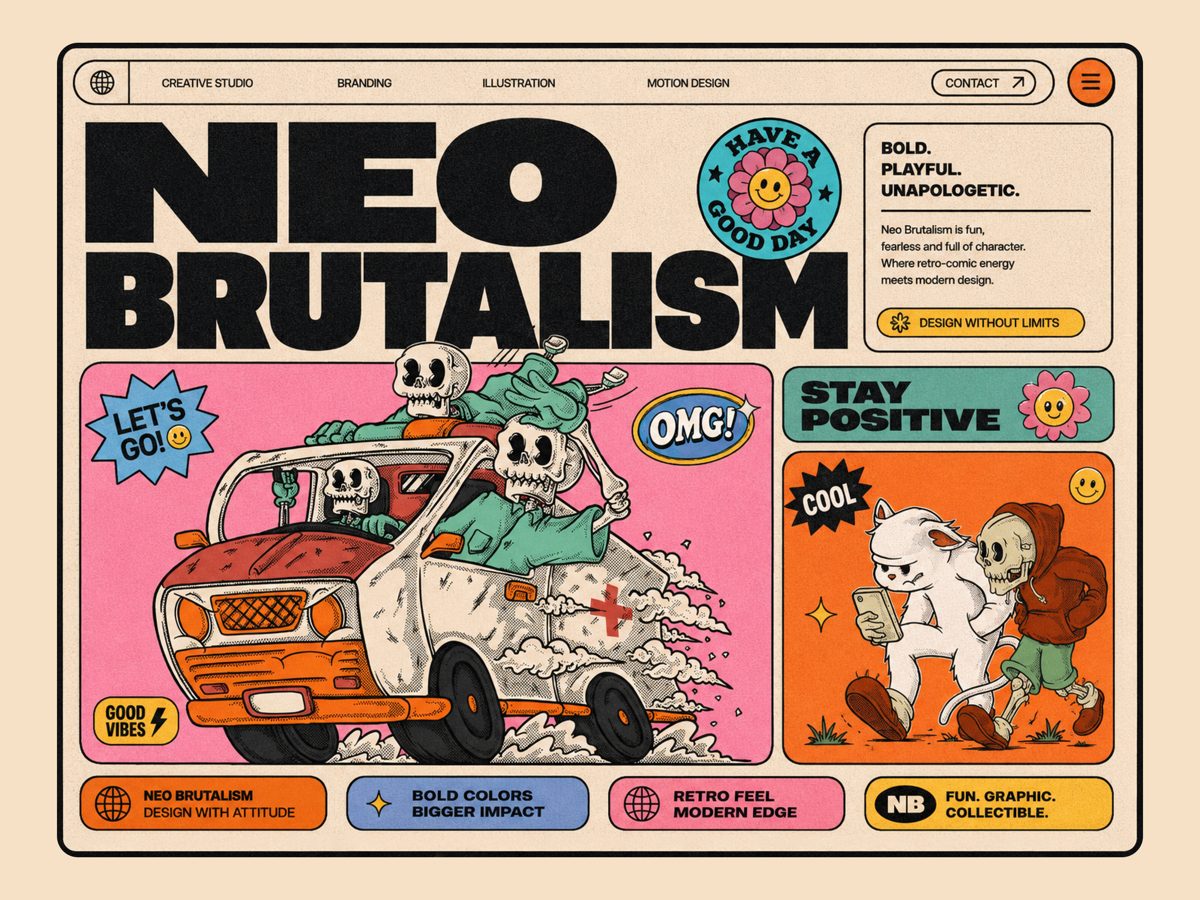 CREATIVE STUDIO
BRANDING
ILLUSTRATION
MOTION DESIGN
CONTACT
NEO
BRUTALISM
HAVE A
GOOD DAY
BOLD.
PLAYFUL.
UNAPOLOGETIC.
Neo Brutalism is fun,
fearless and full of character.
Where retro-comic energy
meets modern design.
DESIGN WITHOUT LIMITS
LET'S
GO!
OMG!
GOOD
VIBES
STAY
POSITIVE
COOL
NEO BRUTALISM
DESIGN WITH ATTITUDE
BOLD COLORS
BIGGER IMPACT
RETRO FEEL
MODERN EDGE
NB
FUN. GRAPHIC.
COLLECTIBLE.